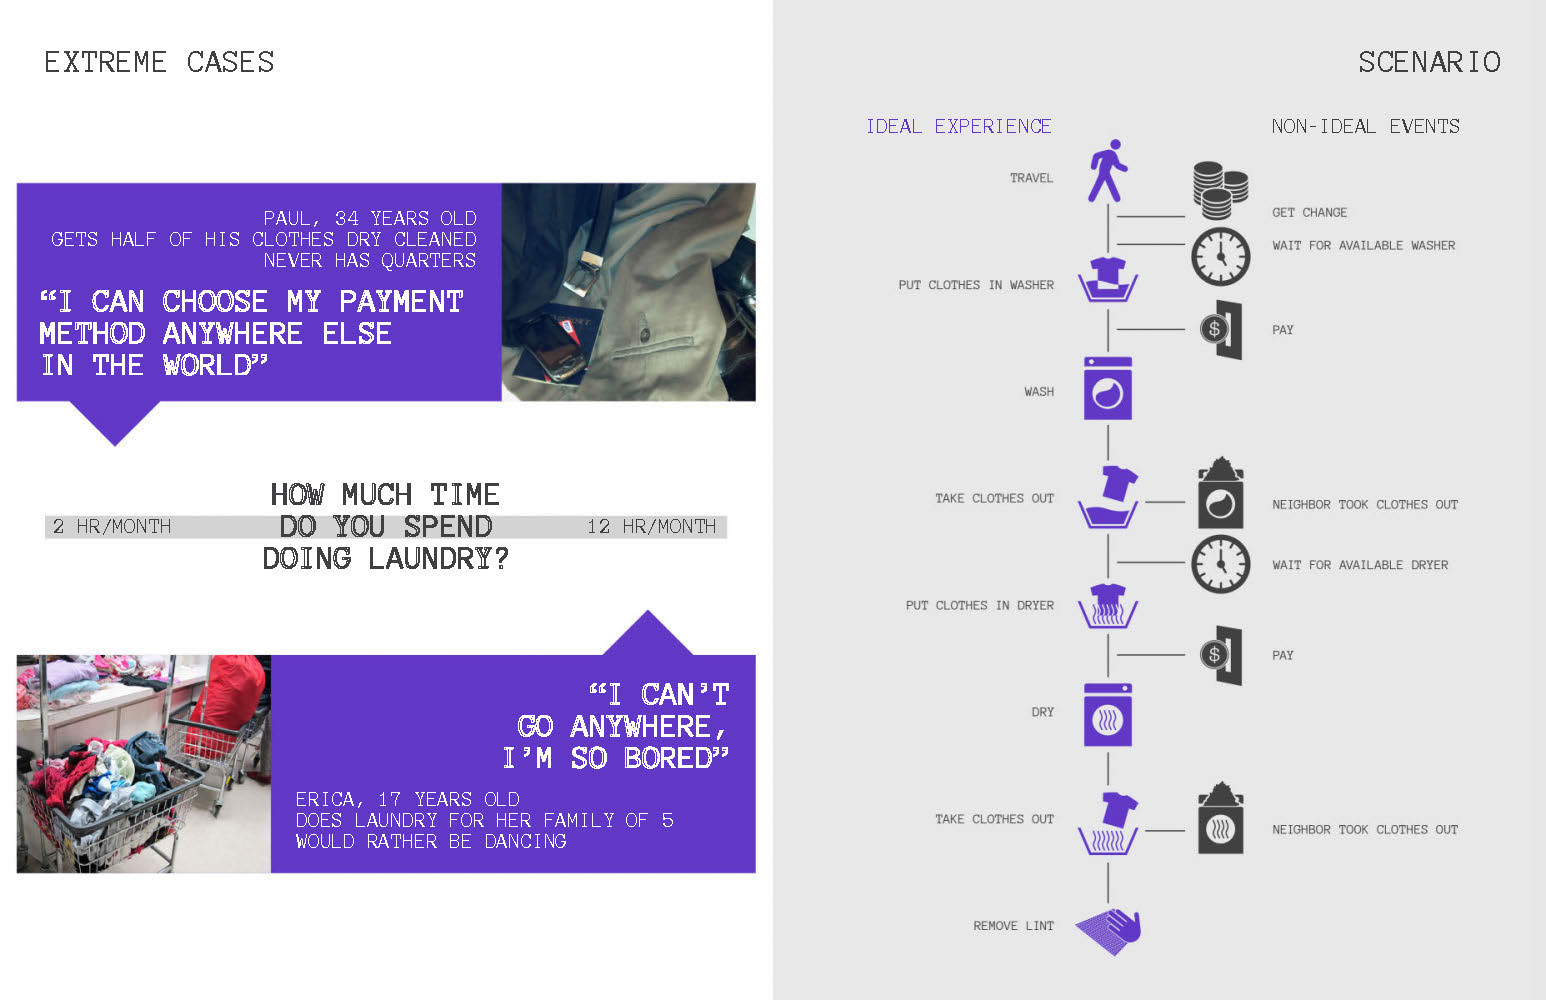 EXTREME CASES
PAUL, 34 YEARS OLD
GETS HALF OF HIS CLOTHES DRY CLEANED
NEVER HAS QUARTERS
“I CAN CHOOSE MY PAYMENT
METHOD ANYWHERE ELSE
IN THE WORLD”
HOW MUCH TIME
DO YOU SPEND
DOING LAUNDRY?
2 HR/MONTH
12 HR/MONTH
“I CAN’T
GO ANYWHERE,
I’M SO BORED”
ERICA, 17 YEARS OLD
DOES LAUNDRY FOR HER FAMILY OF 5
WOULD RATHER BE DANCING
SCENARIO
IDEAL EXPERIENCE
NON-IDEAL EVENTS
TRAVEL
GET CHANGE
WAIT FOR AVAILABLE WASHER
PUT CLOTHES IN WASHER
$
PAY
WASH
TAKE CLOTHES OUT
NEIGHBOR TOOK CLOTHES OUT
WAIT FOR AVAILABLE DRYER
PUT CLOTHES IN DRYER
$
PAY
DRY
TAKE CLOTHES OUT
NEIGHBOR TOOK CLOTHES OUT
REMOVE LINT